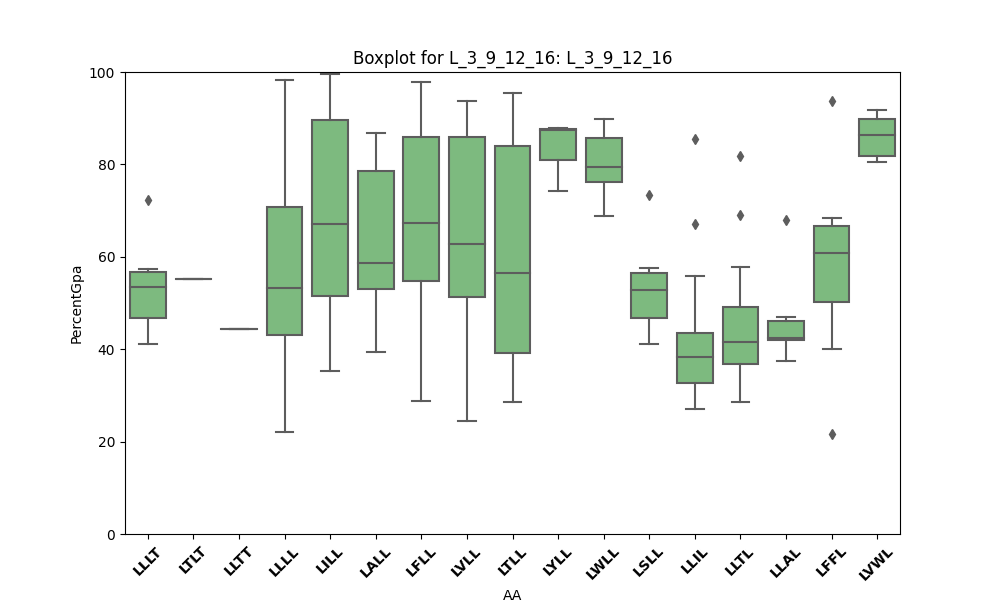 Boxplot for L_3_9_12_16: L_3_9_12_16
100
80
60
40
20
0
PercentGpa
LLLT LTLT LLTT LLLL LILL LALL LFLL LVLL LTLL LYLL LWLL LSLL LLIL LLTL LLAL LFFL LVWL
AA